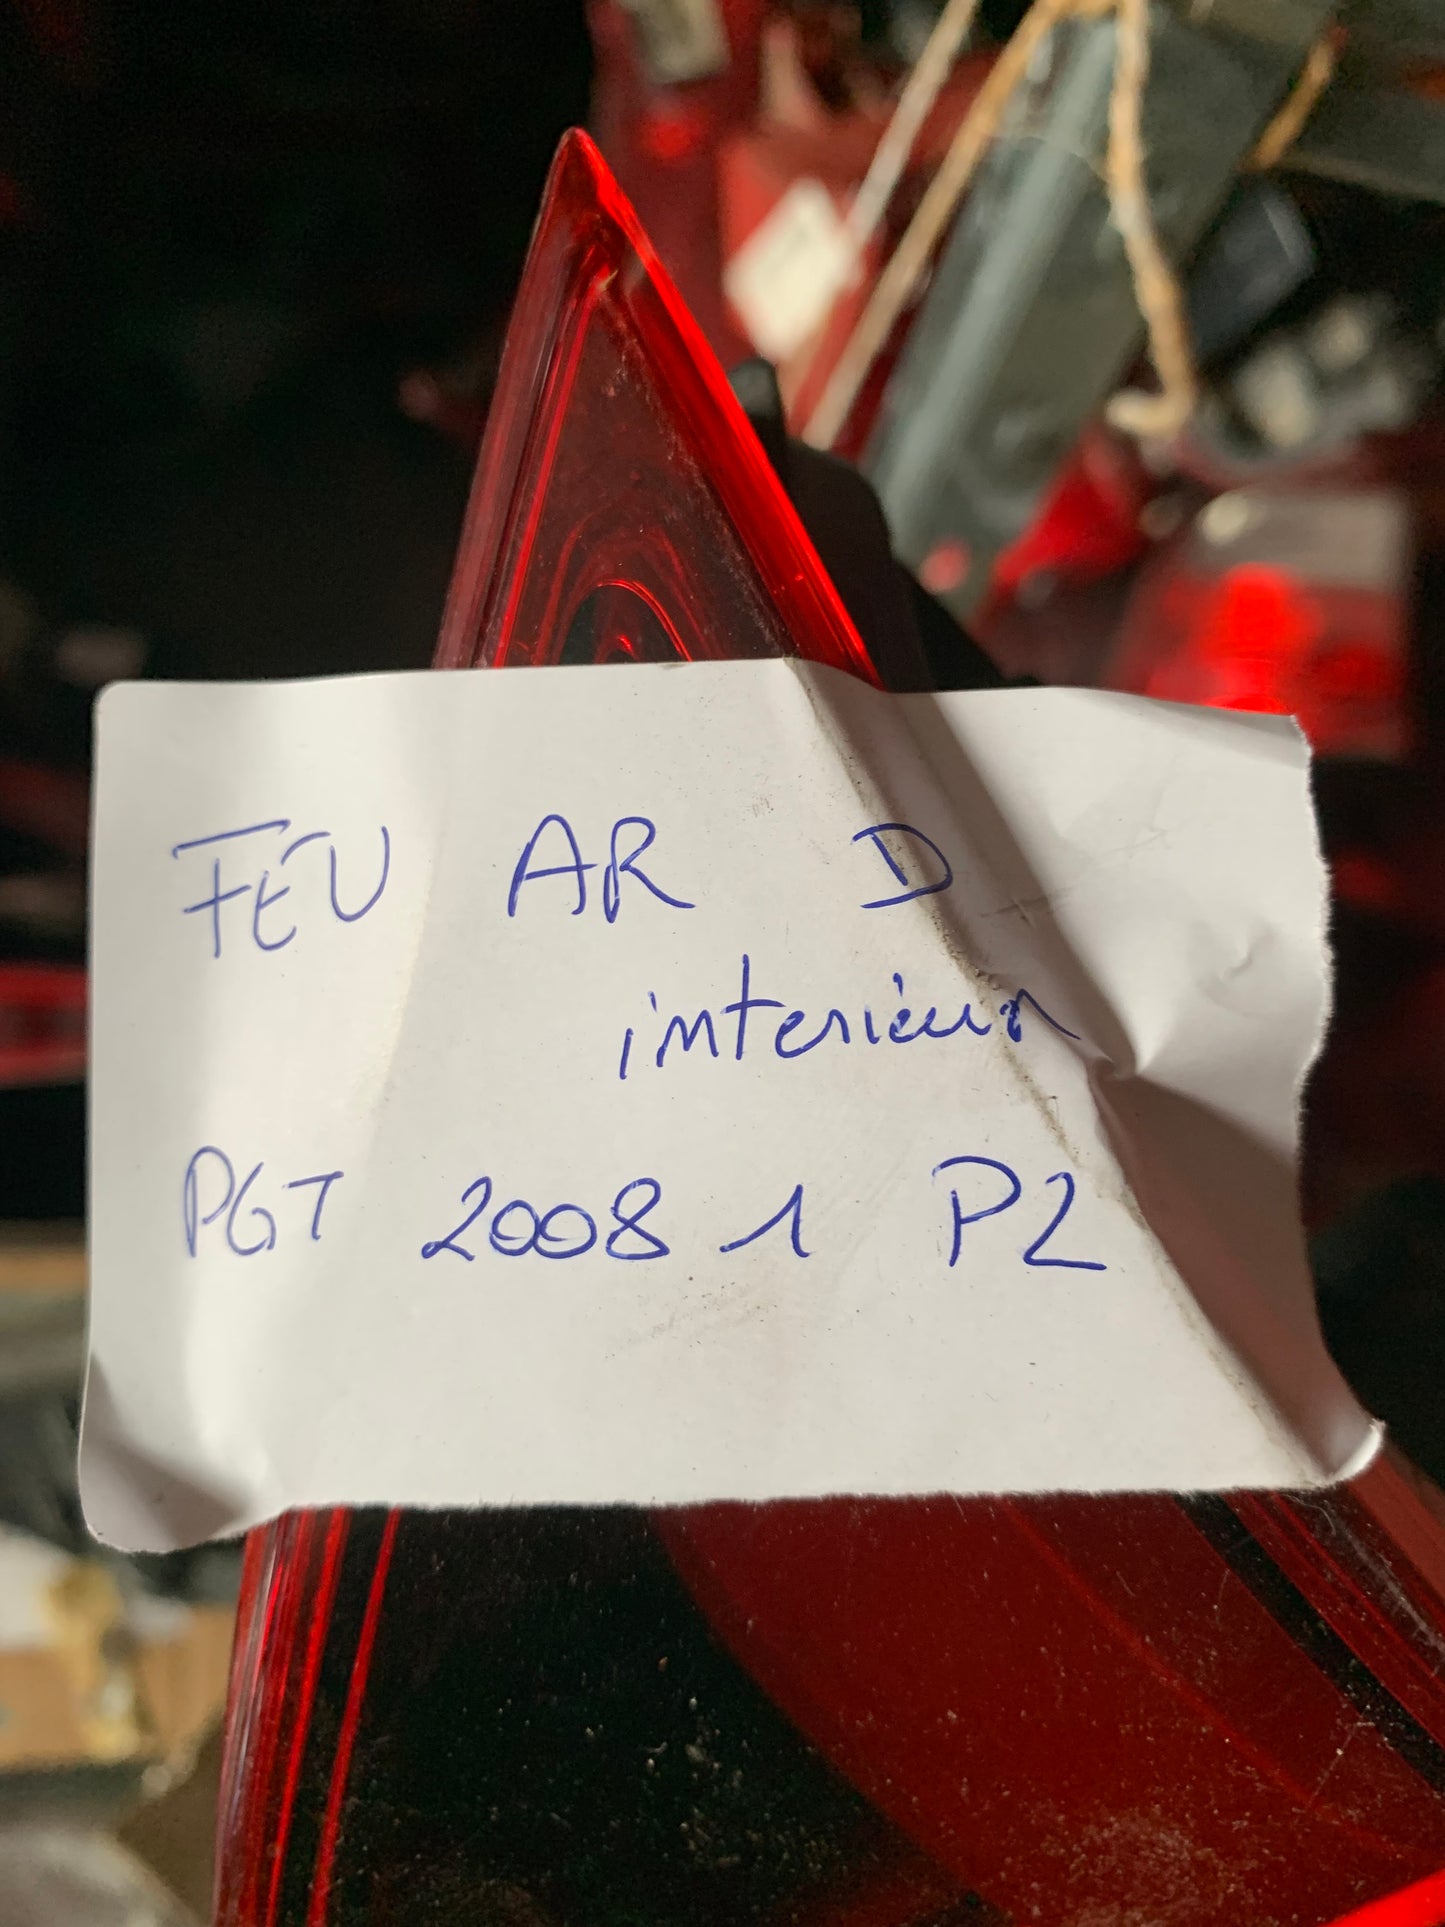 FEU AR D
interieur
PGT 2008 1 P2